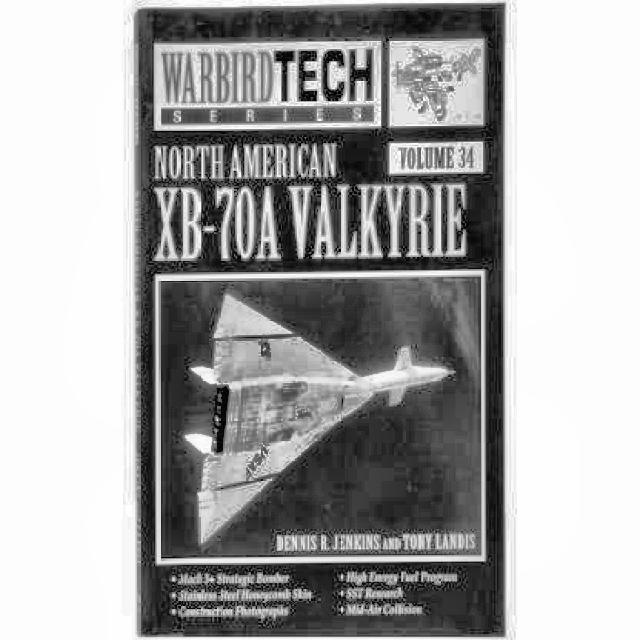 WARBIRDTECH
SERIES
NORTH AMERICAN
VOLUME 34
XB-70A VALKYRIE
DENNIS R. JENKINS AND TONY LANDIS
• Mach 3+ Strategic Bomber
• Stainless Steel Honeycomb Skin
• Construction Photographs
• High Energy Fuel Program
• SST Research
• Mid-Air Collision